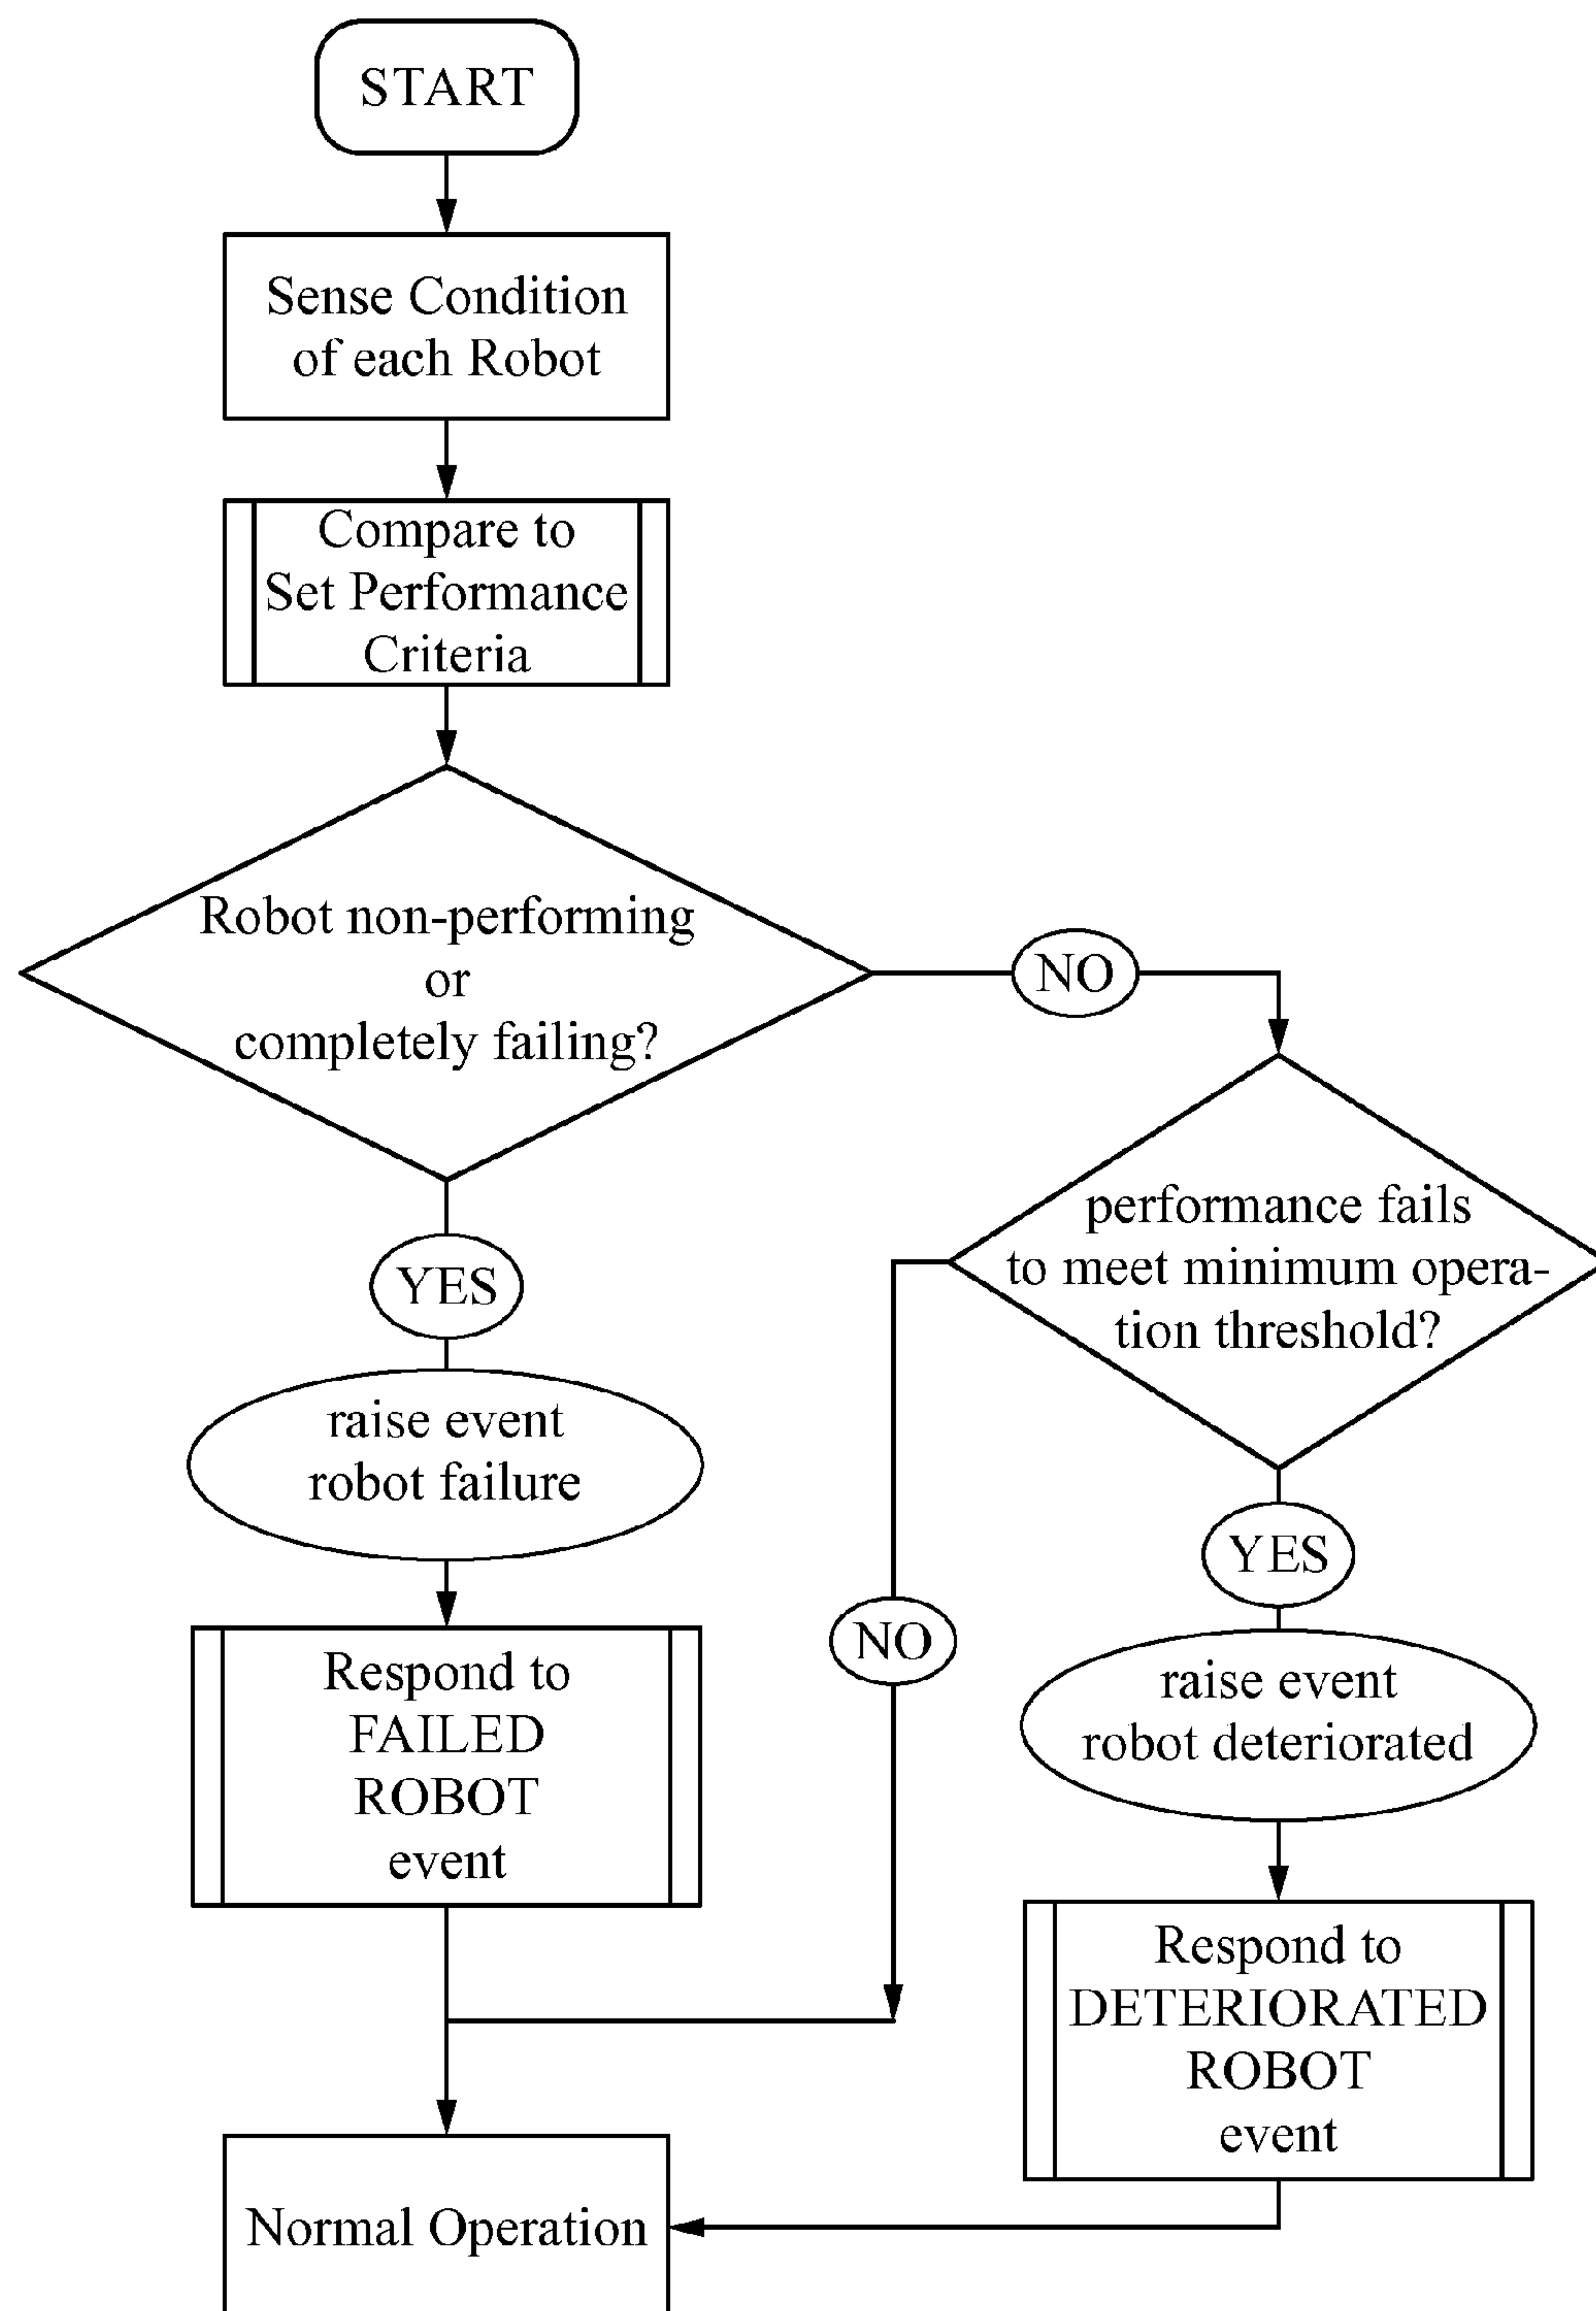 START
Sense Condition
of each Robot
Compare to
Set Performance
Criteria
Robot non-performing
or
completely failing?
NO
YES
raise event
robot failure
Respond to
FAILED
ROBOT
event
performance fails
to meet minimum opera-
tion threshold?
NO
YES
raise event
robot deteriorated
Respond to
DETERIORATED
ROBOT
event
Normal Operation